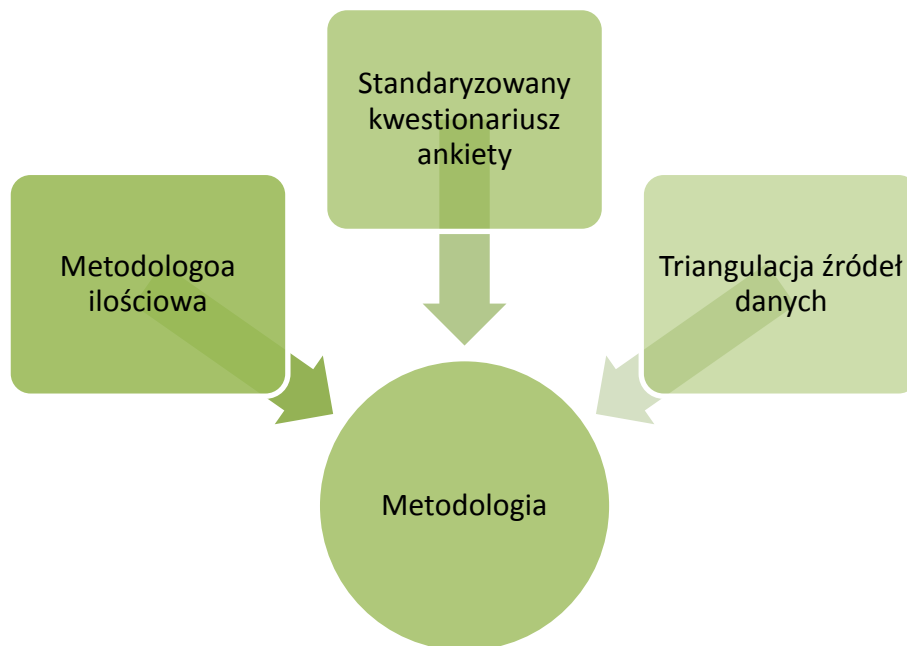 Standaryzowany
kwestionariusz
ankiety
Metodologoa
ilościowa
Triangulacja źródeł
danych
Metodologia